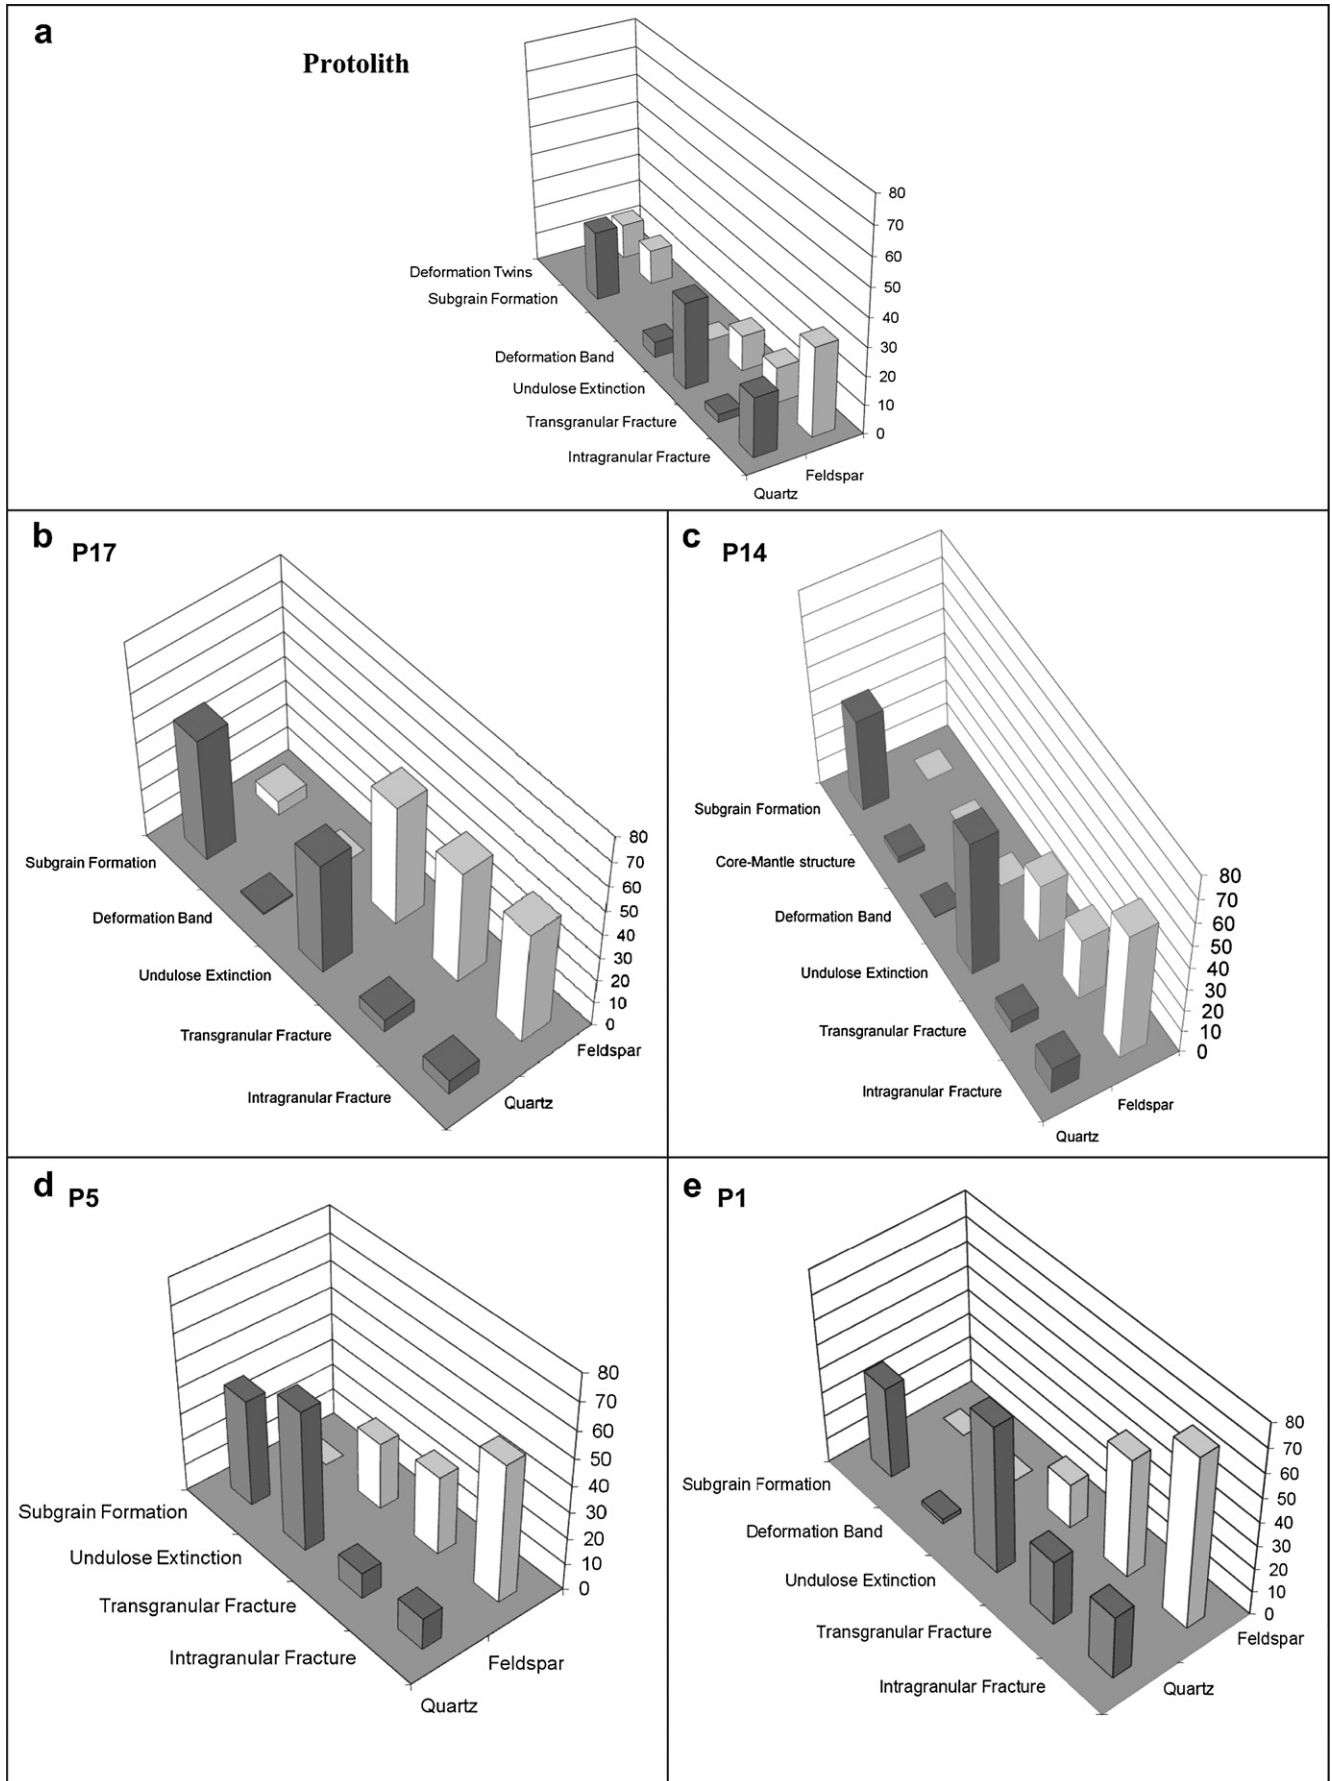 a
Protolith
80
70
60
50
40
30
20
10
0
Deformation Twins
Subgrain Formation
Deformation Band
Undulose Extinction
Transgranular Fracture
Intragranular Fracture
Feldspar
Quartz
b
P17
80
70
60
50
40
30
20
10
0
Subgrain Formation
Deformation Band
Undulose Extinction
Transgranular Fracture
Intragranular Fracture
Feldspar
Quartz
c
P14
80
70
60
50
40
30
20
10
0
Subgrain Formation
Core-Mantle structure
Deformation Band
Undulose Extinction
Transgranular Fracture
Intragranular Fracture
Feldspar
Quartz
d
P5
80
70
60
50
40
30
20
10
0
Subgrain Formation
Undulose Extinction
Transgranular Fracture
Intragranular Fracture
Feldspar
Quartz
e
P1
80
70
60
50
40
30
20
10
0
Subgrain Formation
Deformation Band
Undulose Extinction
Transgranular Fracture
Intragranular Fracture
Feldspar
Quartz